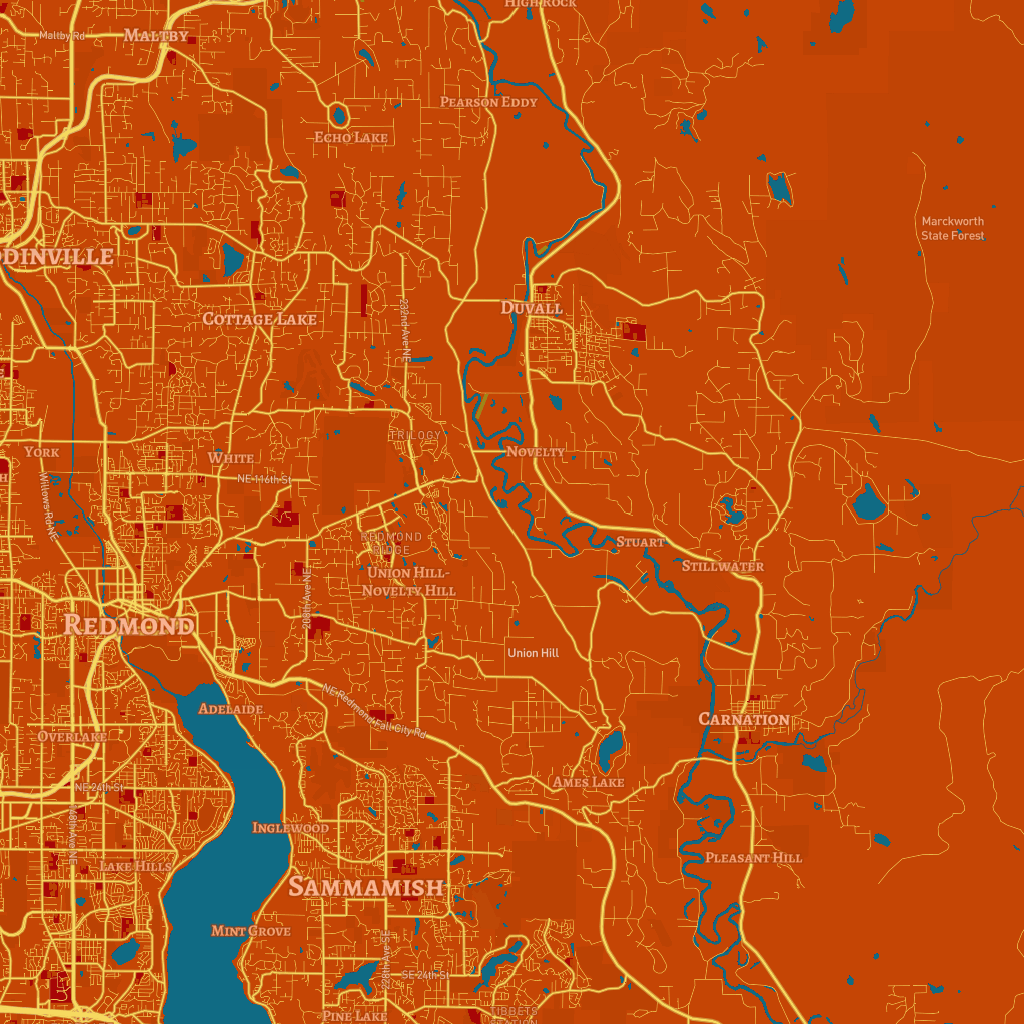 HIGH ROCK
Maltby Rd
MALTBY
PEARSON EDDY
ECHO LAKE
Marckworth
State Forest
DINVILLE
DUVALL
COTTAGE LAKE
232nd Ave NE
TRILOGY
YORK
WHITE
NOVELTY
NE 116th St
H
Willows Rd NE
REDMOND
RIDGE
STUART
STILLWATER
UNION HILL-
NOVELTY HILL
208th Ave NE
REDMOND
Union Hill
ADELAIDE
NE Redmond Fall City Rd
CARNATION
OVERLAKE
NE 24th St
AMES LAKE
148th Ave NE
INGLEWOOD
LAKE HILLS
PLEASANT HILL
SAMMAMISH
MINT GROVE
228th Ave SE
SE 24th St
PINE LAKE
TIBBETS
STATION